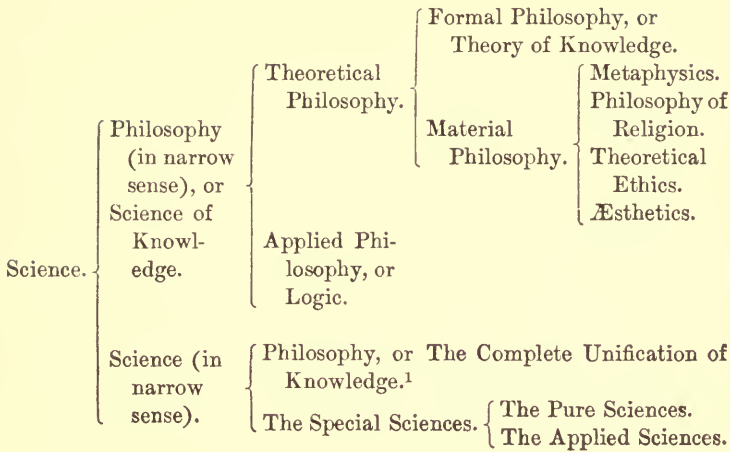 Formal Philosophy, or
Theory of Knowledge.
Theoretical
Philosophy.
Metaphysics.
Philosophy of
Religion.
Theoretical
Ethics.
Æsthetics.
Material
Philosophy.
Philosophy
(in narrow
sense), or
Science of
Knowl-
edge.
Applied Phi-
losophy, or
Logic.
Science.
Science (in
narrow
sense).
Philosophy, or The Complete Unification of
Knowledge.¹
The Special Sciences.
The Pure Sciences.
The Applied Sciences.